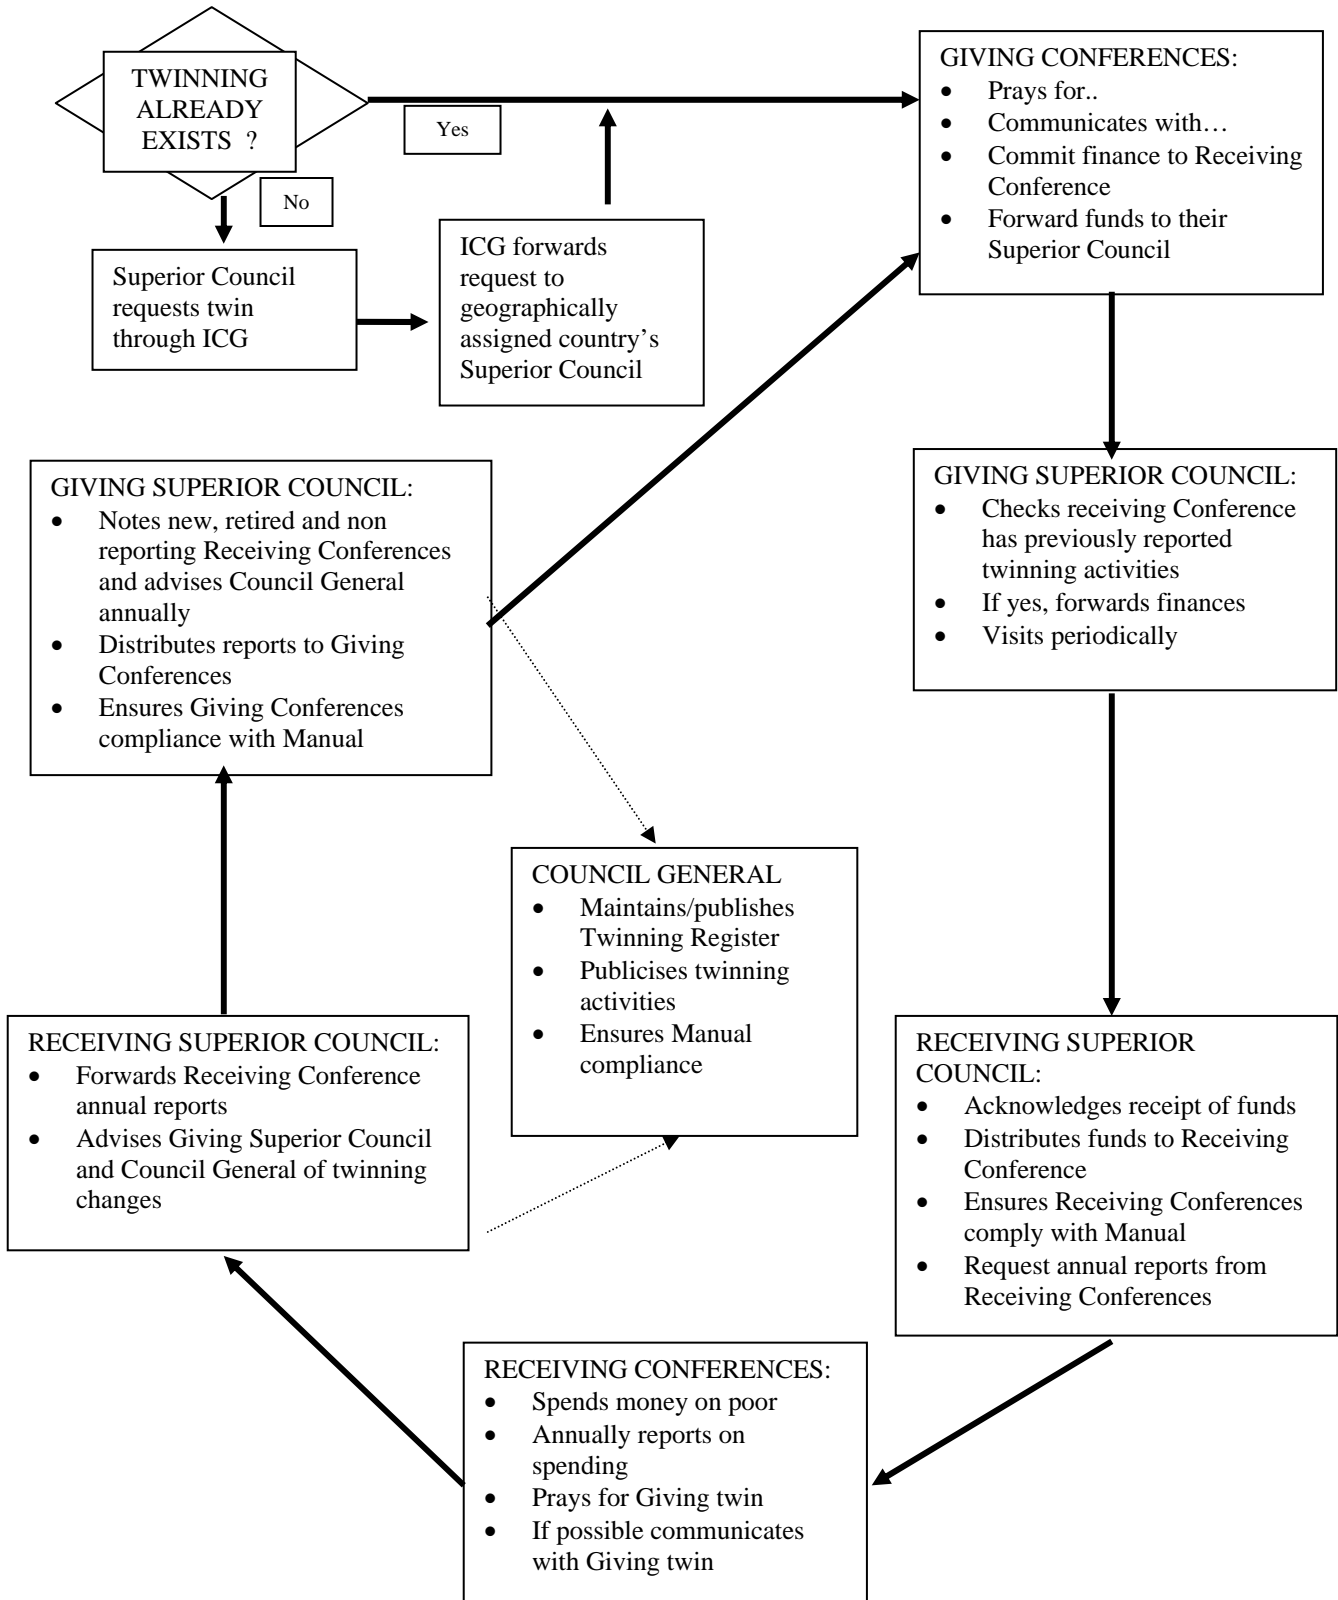 TWINNING
ALREADY
EXISTS ?
Yes
No
Superior Council
requests twin
through ICG
ICG forwards
request to
geographically
assigned country’s
Superior Council
GIVING CONFERENCES:
• Prays for..
• Communicates with…
• Commit finance to Receiving
Conference
• Forward funds to their
Superior Council
GIVING SUPERIOR COUNCIL:
• Checks receiving Conference
has previously reported
twinning activities
• If yes, forwards finances
• Visits periodically
RECEIVING SUPERIOR
COUNCIL:
• Acknowledges receipt of funds
• Distributes funds to Receiving
Conference
• Ensures Receiving Conferences
comply with Manual
• Request annual reports from
Receiving Conferences
RECEIVING CONFERENCES:
• Spends money on poor
• Annually reports on
spending
• Prays for Giving twin
• If possible communicates
with Giving twin
RECEIVING SUPERIOR COUNCIL:
• Forwards Receiving Conference
annual reports
• Advises Giving Superior Council
and Council General of twinning
changes
GIVING SUPERIOR COUNCIL:
• Notes new, retired and non
reporting Receiving Conferences
and advises Council General
annually
• Distributes reports to Giving
Conferences
• Ensures Giving Conferences
compliance with Manual
COUNCIL GENERAL
• Maintains/publishes
Twinning Register
• Publicises twinning
activities
• Ensures Manual
compliance